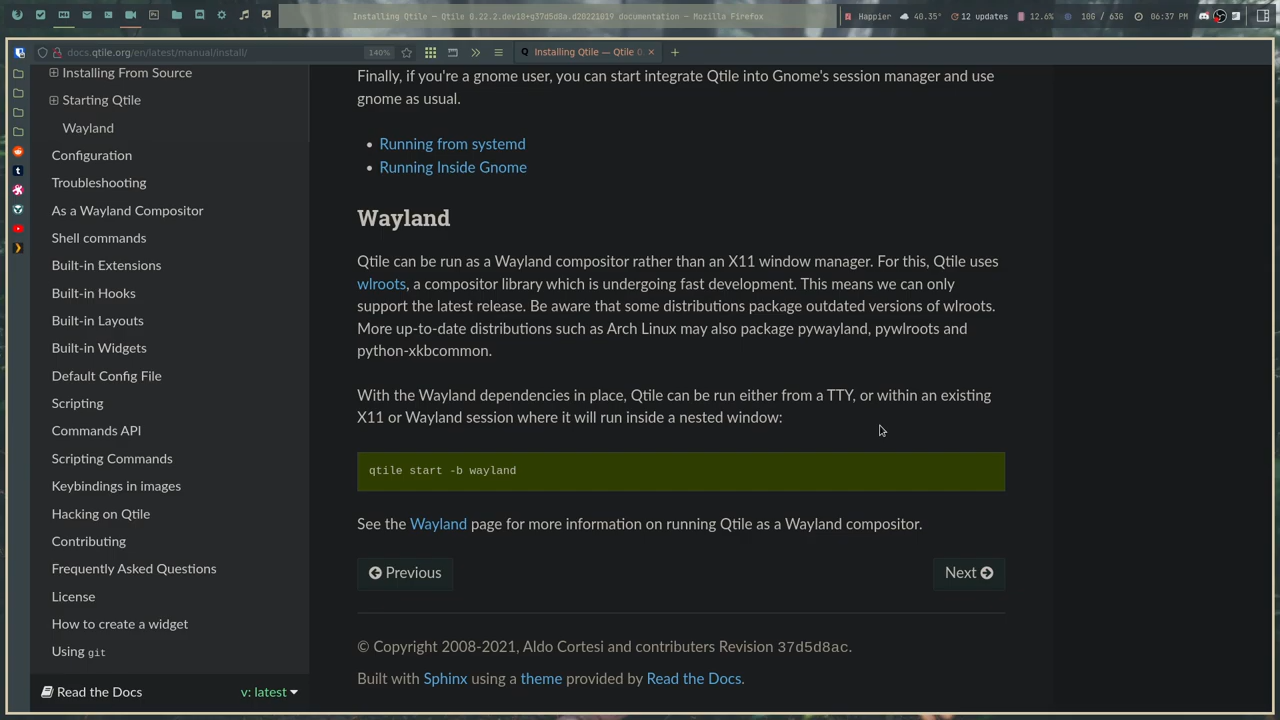 Installing Qtile — Qtile 0.22.2.dev18+g37d5d8a.d20221019 documentation — Mozilla Firefox
Happier
40.35°
12 updates
12.6%
10G / 63G
06:37 PM
docs.qtile.org/en/latest/manual/install/
140%
Installing Qtile — Qtile 0
Installing From Source
Starting Qtile
Wayland
Configuration
Troubleshooting
As a Wayland Compositor
Shell commands
Built-in Extensions
Built-in Hooks
Built-in Layouts
Built-in Widgets
Default Config File
Scripting
Commands API
Scripting Commands
Keybindings in images
Hacking on Qtile
Contributing
Frequently Asked Questions
License
How to create a widget
Using git
Read the Docs
v: latest
Finally, if you're a gnome user, you can start integrate Qtile into Gnome's session manager and use
gnome as usual.
• Running from systemd
• Running Inside Gnome
Wayland
Qtile can be run as a Wayland compositor rather than an X11 window manager. For this, Qtile uses
wlroots, a compositor library which is undergoing fast development. This means we can only
support the latest release. Be aware that some distributions package outdated versions of wlroots.
More up-to-date distributions such as Arch Linux may also package pywayland, pywlroots and
python-xkbcommon.
With the Wayland dependencies in place, Qtile can be run either from a TTY, or within an existing
X11 or Wayland session where it will run inside a nested window:
qtile start -b wayland
See the Wayland page for more information on running Qtile as a Wayland compositor.
Previous
Next
© Copyright 2008-2021, Aldo Cortesi and contributers Revision 37d5d8ac.
Built with Sphinx using a theme provided by Read the Docs.